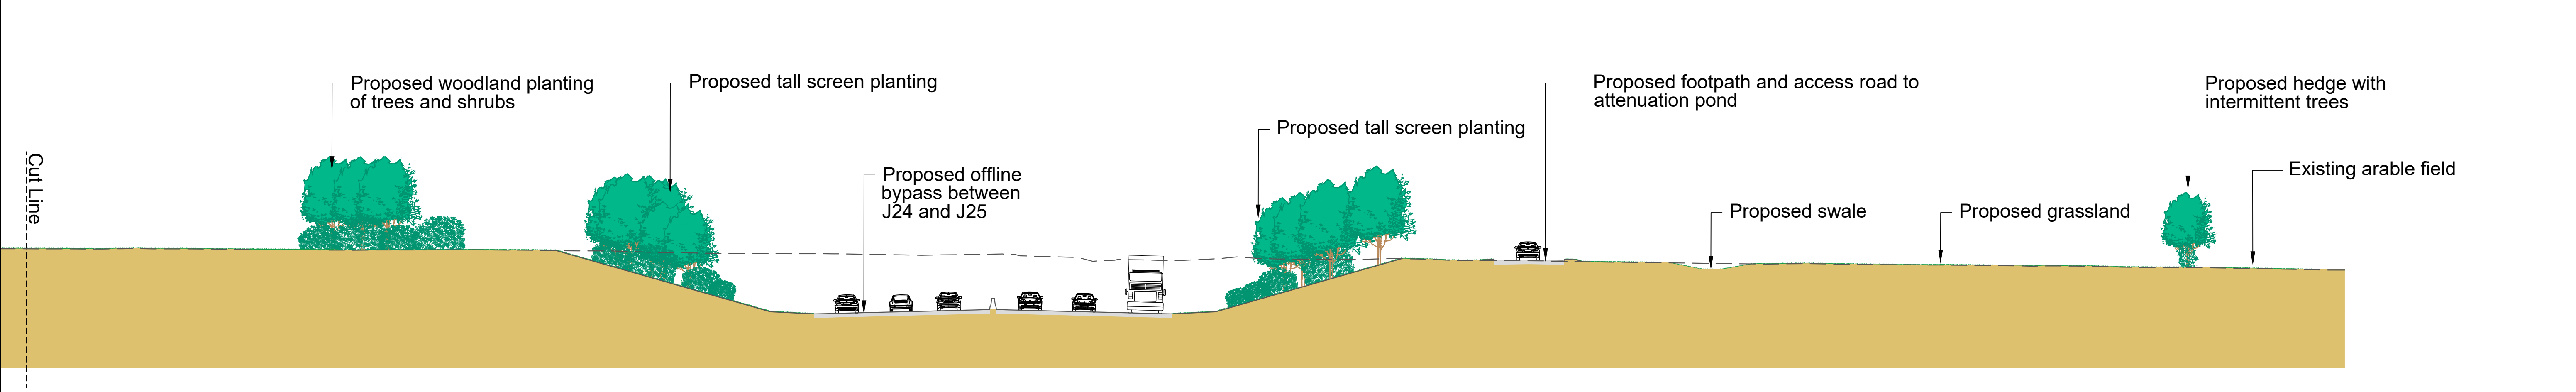 Cut Line
Proposed woodland planting
of trees and shrubs
Proposed tall screen planting
Proposed offline
bypass between
J24 and J25
Proposed tall screen planting
Proposed footpath and access road to
attenuation pond
Proposed swale
Proposed grassland
Proposed hedge with
intermittent trees
Existing arable field